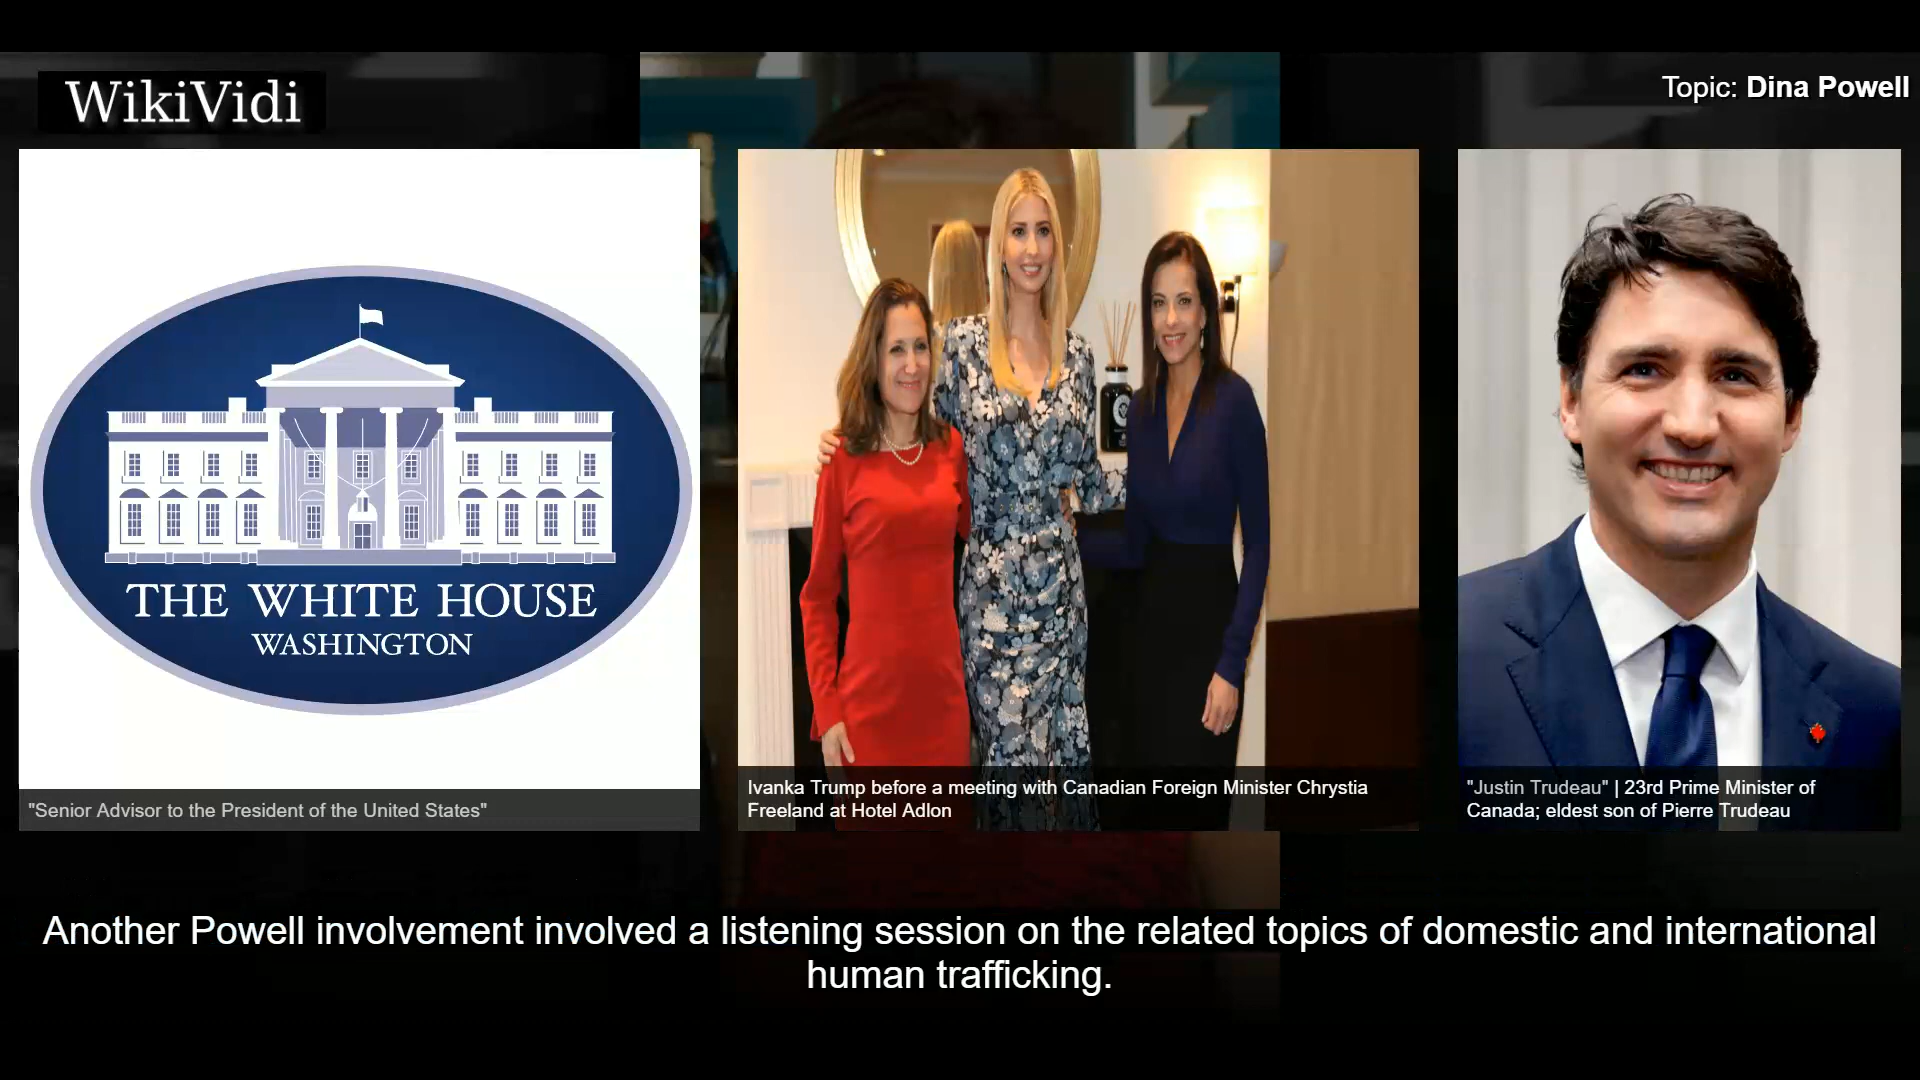 WikiVidi
Topic: Dina Powell
THE WHITE HOUSE
WASHINGTON
"Senior Advisor to the President of the United States"
Ivanka Trump before a meeting with Canadian Foreign Minister Chrystia
Freeland at Hotel Adlon
"Justin Trudeau" | 23rd Prime Minister of
Canada; eldest son of Pierre Trudeau
Another Powell involvement involved a listening session on the related topics of domestic and international
human trafficking.